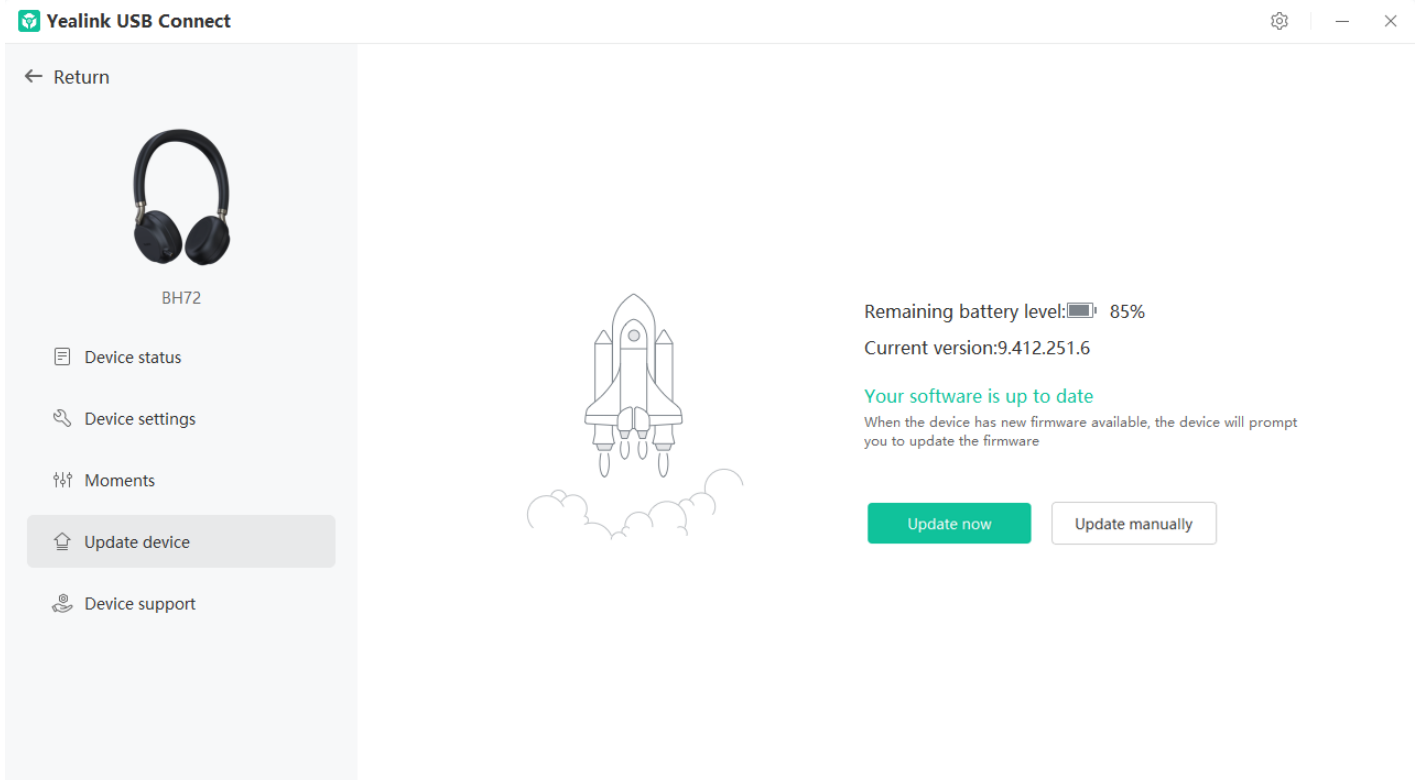 Yealink USB Connect
Return
BH72
Device status
Device settings
Moments
Update device
Device support
Remaining battery level: 85%
Current version:9.412.251.6
Your software is up to date
When the device has new firmware available, the device will prompt
you to update the firmware
Update now
Update manually